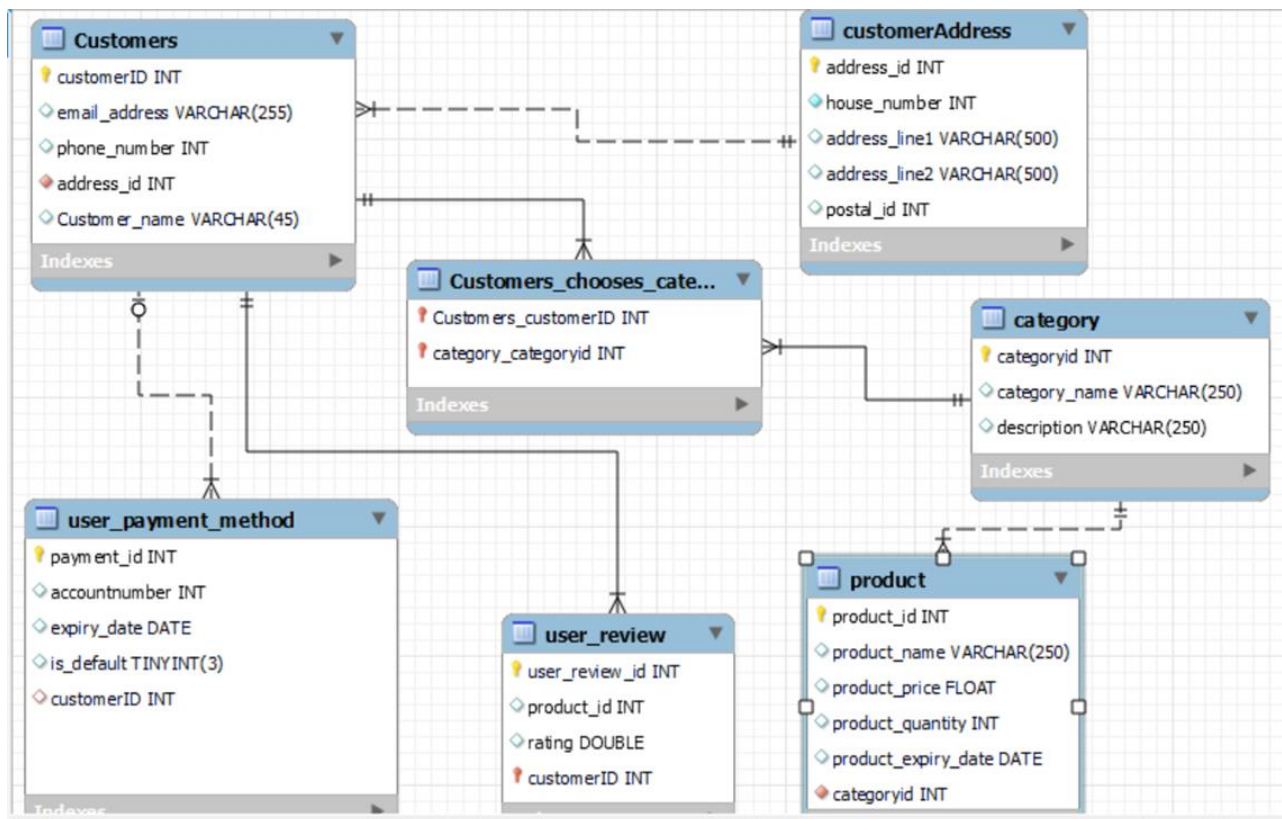 Customers
customerID INT
email_address VARCHAR(255)
phone_number INT
address_id INT
Customer_name VARCHAR(45)
Indexes
customerAddress
address_id INT
house_number INT
address_line1 VARCHAR(500)
address_line2 VARCHAR(500)
postal_id INT
Indexes
Customers_chooses_cate...
Customers_customerID INT
category_categoryid INT
Indexes
category
categoryid INT
category_name VARCHAR(250)
description VARCHAR(250)
Indexes
user_payment_method
payment_id INT
accountnumber INT
expiry_date DATE
is_default TINYINT(3)
customerID INT
Indexes
user_review
user_review_id INT
product_id INT
rating DOUBLE
customerID INT
product
product_id INT
product_name VARCHAR(250)
product_price FLOAT
product_quantity INT
product_expiry_date DATE
categoryid INT